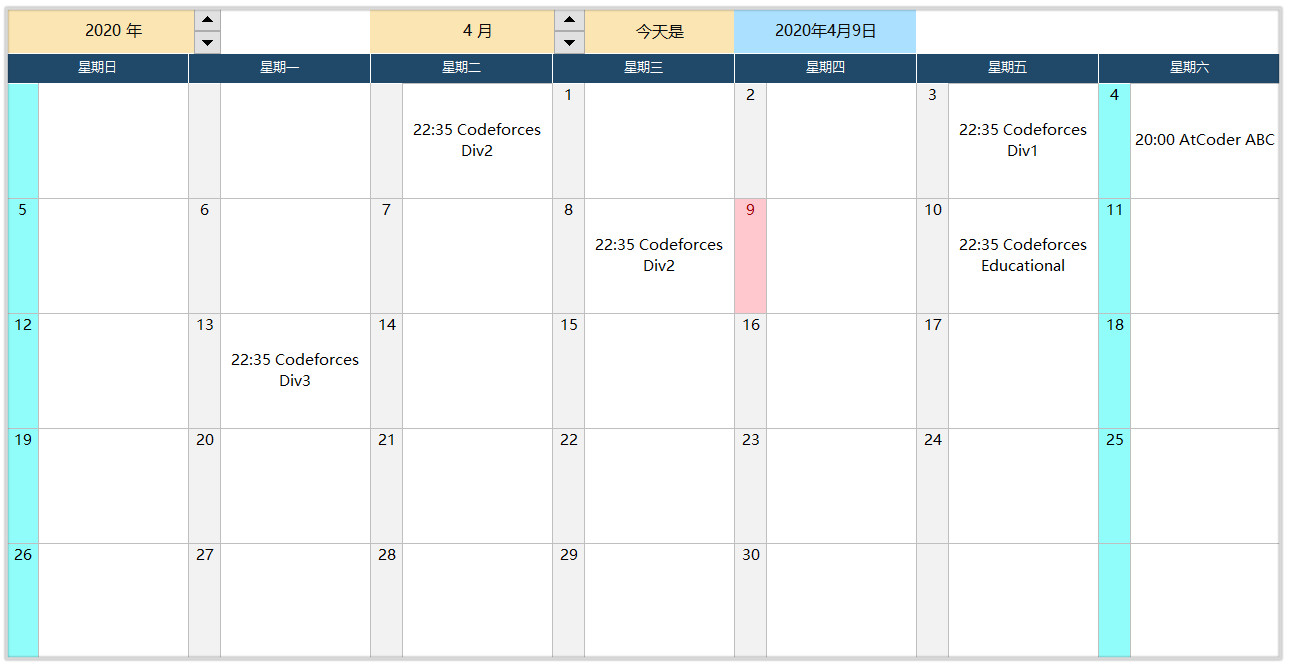 2020 年
4 月
今天是
2020年4月9日
星期日
星期一
星期二
星期三
星期四
星期五
星期六
1
2
3
4
22:35 Codeforces
Div2
22:35 Codeforces
Div1
20:00 AtCoder ABC
5
6
7
8
9
10
11
22:35 Codeforces
Div2
22:35 Codeforces
Educational
12
13
14
15
16
17
18
22:35 Codeforces
Div3
19
20
21
22
23
24
25
26
27
28
29
30